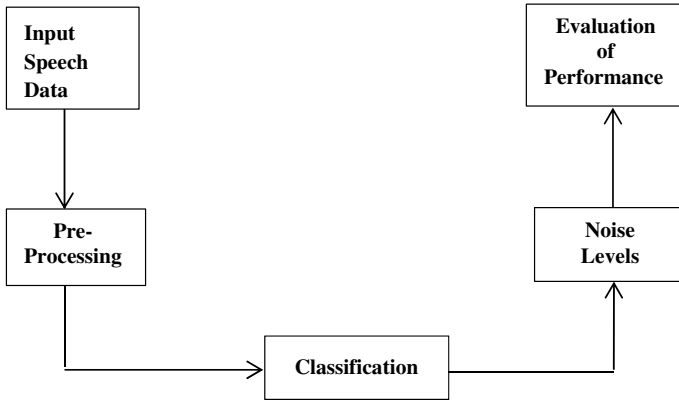 Input
Speech
Data
Pre-
Processing
Classification
Noise
Levels
Evaluation
of
Performance